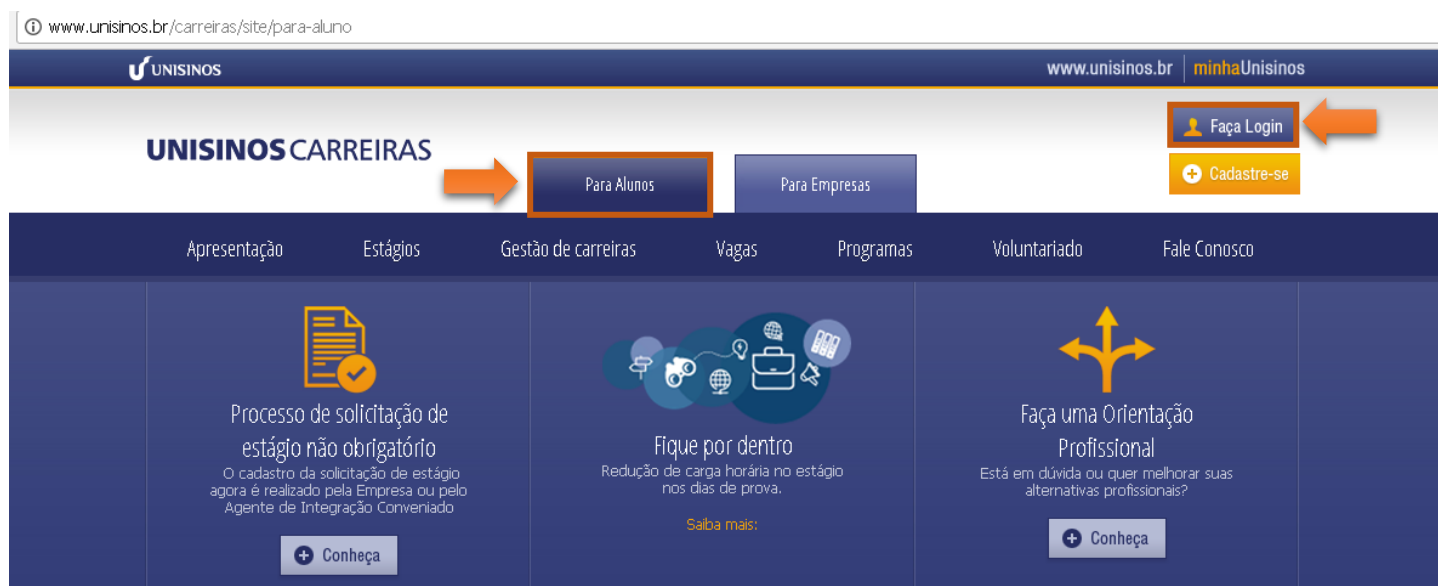 www.unisinos.br/carreiras/site/para-aluno
UNISINOS
www.unisinos.br
minhaUnisinos
UNISINOS CARREIRAS
Para Alunos
Para Empresas
Faça Login
Cadastre-se
Apresentação
Estágios
Gestão de carreiras
Vagas
Programas
Voluntariado
Fale Conosco
Processo de solicitação de
estágio não obrigatório
O cadastro da solicitação de estágio
agora é realizado pela Empresa ou pelo
Agente de Integração Conveniado
Conheça
Fique por dentro
Redução de carga horária no estágio
nos dias de prova.
Saiba mais:
Faça uma Orientação
Profissional
Está em dúvida ou quer melhorar suas
alternativas profissionais?
Conheça